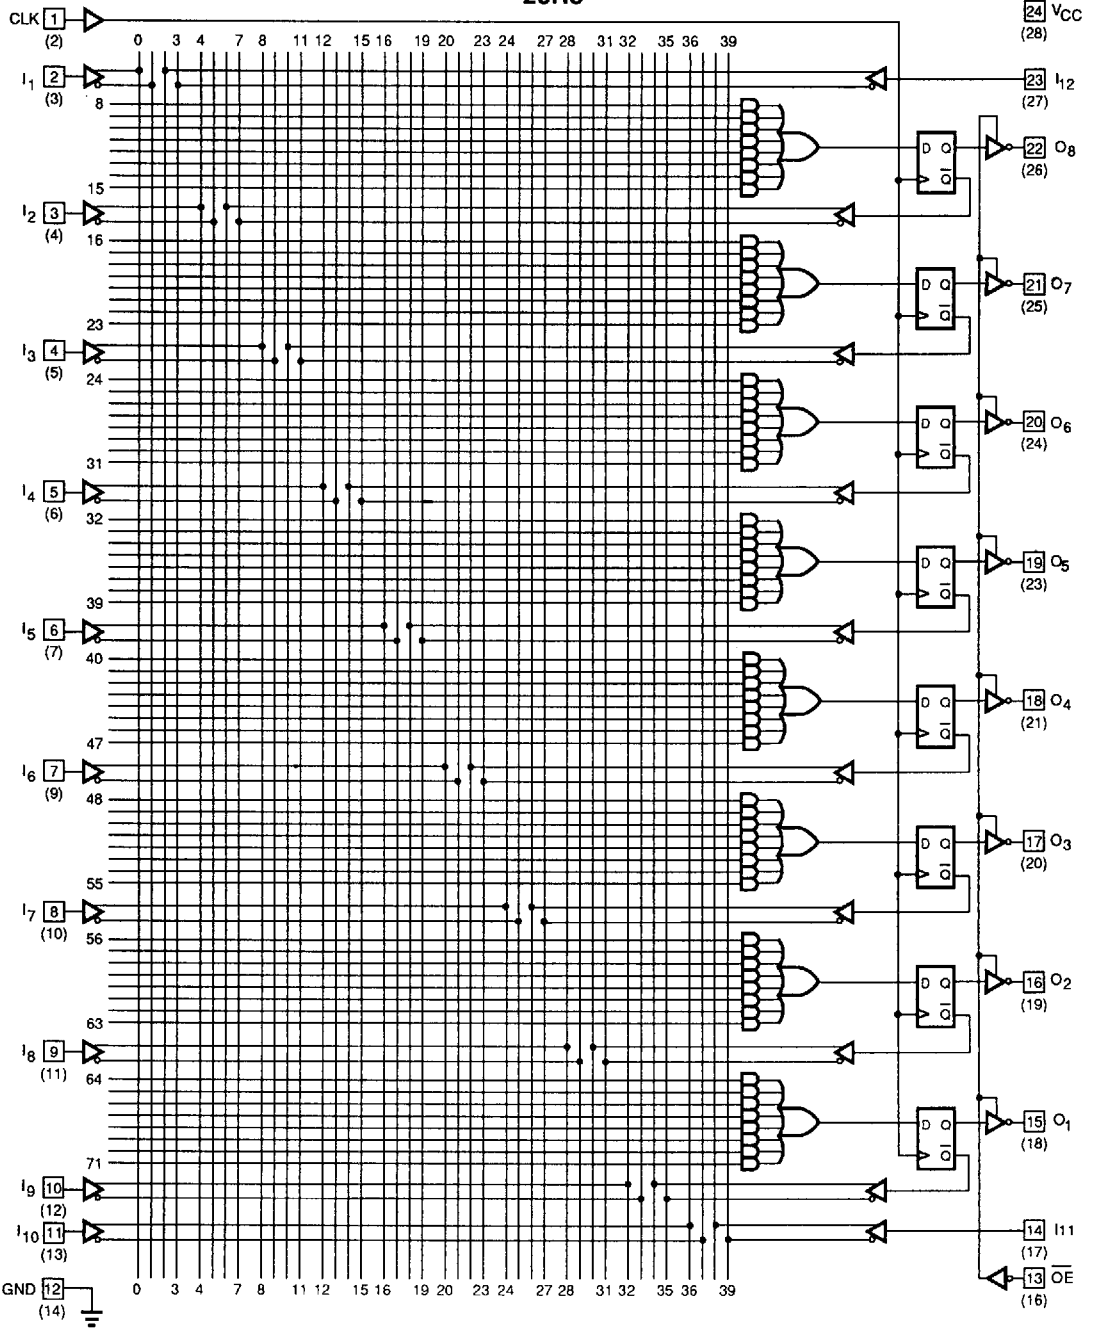 20R8
CLK 1 (2)
24 VCC (28)
0 3 4 7 8 11 12 15 16 19 20 23 24 27 28 31 32 35 36 39
I1 2 (3)
23 I12 (27)
8
D Q Q
22 O8 (26)
15
I2 3 (4)
16
D Q Q
21 O7 (25)
23
I3 4 (5)
24
D Q Q
20 O6 (24)
31
I4 5 (6)
32
D Q Q
19 O5 (23)
39
I5 6 (7)
40
D Q Q
18 O4 (21)
47
I6 7 (9)
48
D Q Q
17 O3 (20)
55
I7 8 (10)
56
D Q Q
16 O2 (19)
63
I8 9 (11)
64
D Q Q
15 O1 (18)
71
I9 10 (12)
I10 11 (13)
14 I11 (17)
GND 12 (14)
0 3 4 7 8 11 12 15 16 19 20 23 24 27 28 31 32 35 36 39
13 OE (16)